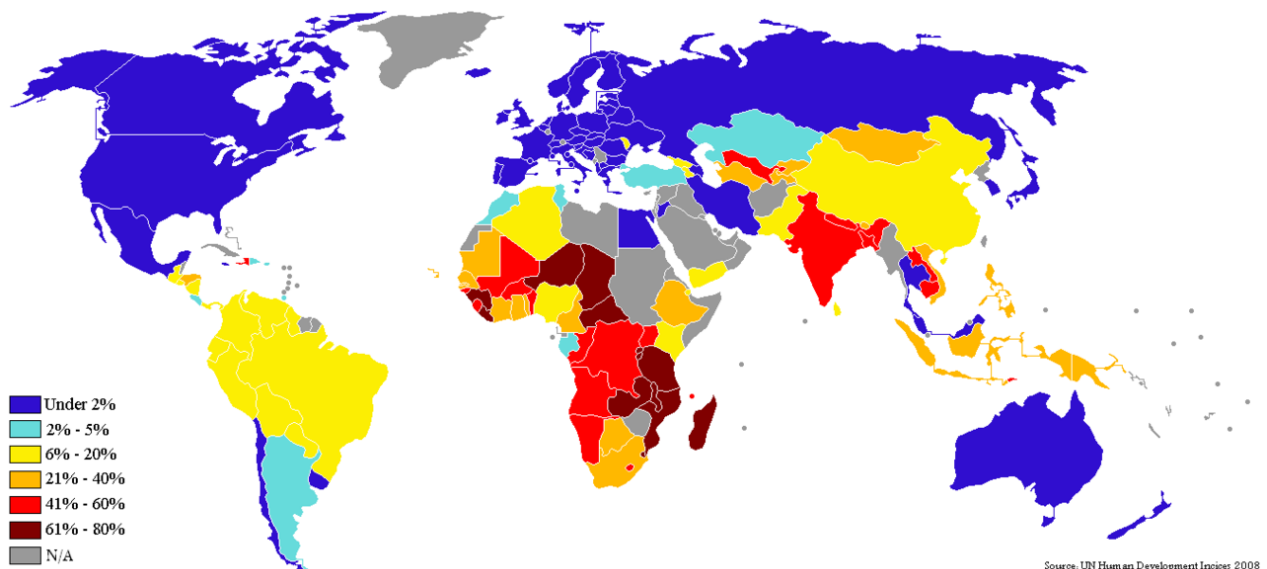 Under 2%
2% - 5%
6% - 20%
21% - 40%
41% - 60%
61% - 80%
N/A
Source: UN Human Development Indices 2008